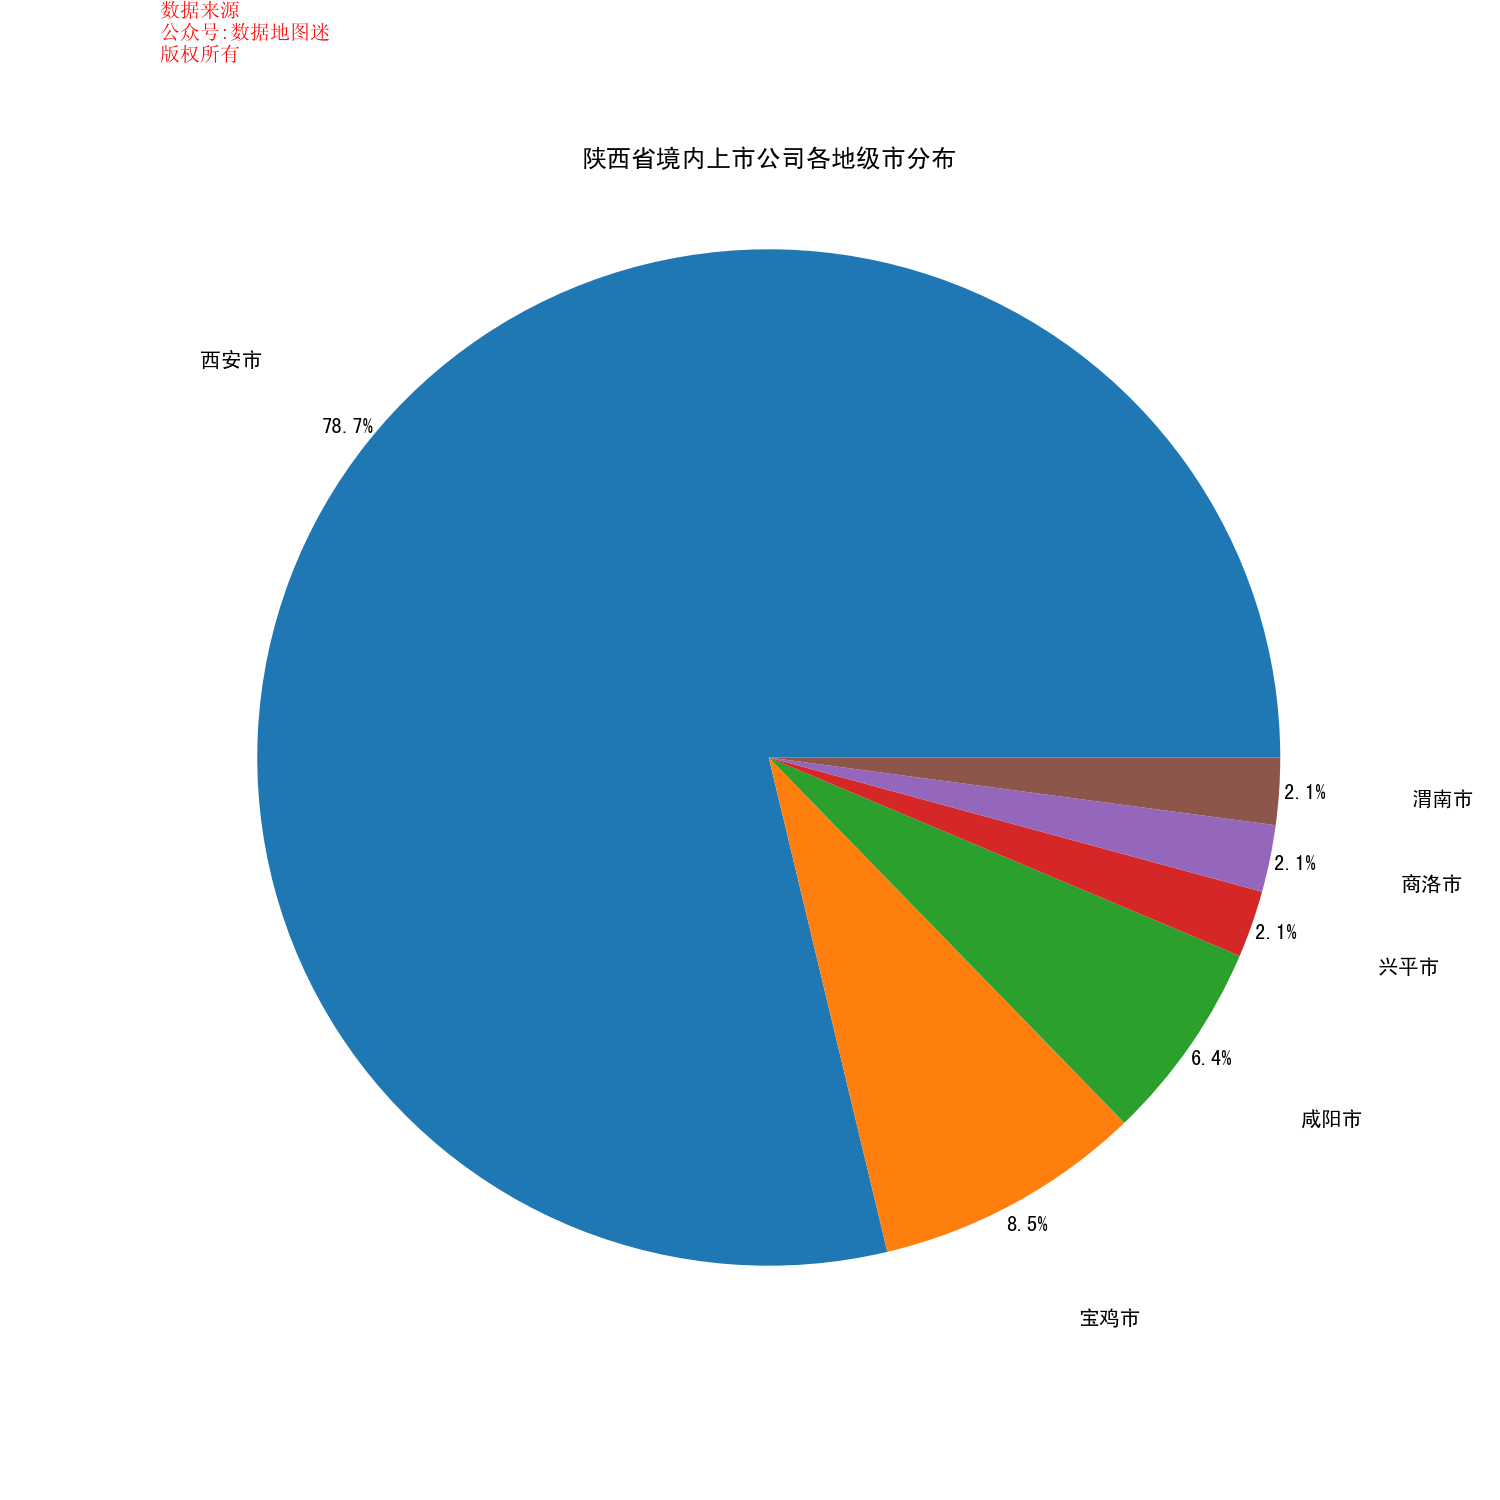 数据来源
公众号:数据地图迷
版权所有
陕西省境内上市公司各地级市分布
西安市
78.7%
2.1%
渭南市
2.1%
商洛市
2.1%
兴平市
6.4%
咸阳市
8.5%
宝鸡市